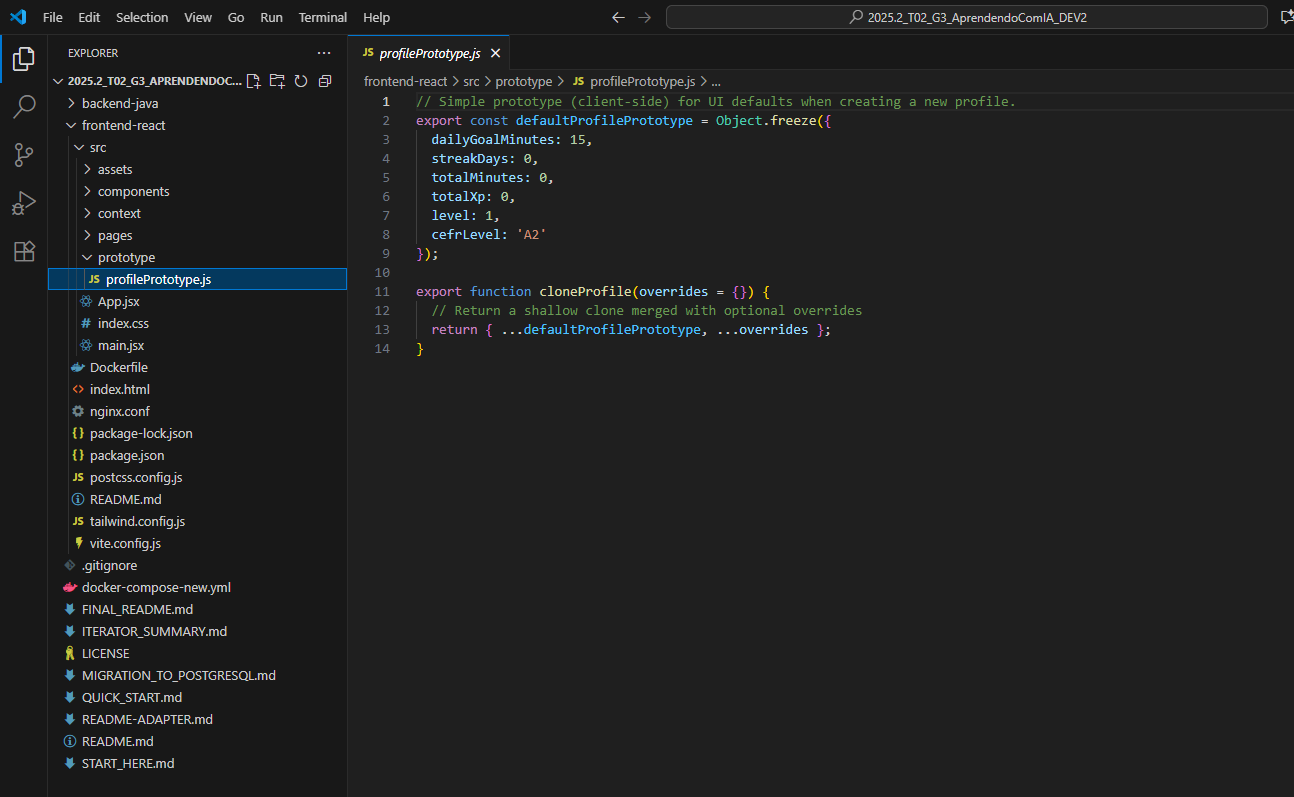 File Edit Selection View Go Run Terminal Help
2025.2_T02_G3_AprendendoComIA_DEV2
EXPLORER
2025.2_T02_G3_APRENDENDOC...
backend-java
frontend-react
src
assets
components
context
pages
prototype
JS profilePrototype.js
App.jsx
# index.css
main.jsx
Dockerfile
<> index.html
nginx.conf
{} package-lock.json
{} package.json
JS postcss.config.js
README.md
JS tailwind.config.js
vite.config.js
.gitignore
docker-compose-new.yml
FINAL_README.md
ITERATOR_SUMMARY.md
LICENSE
MIGRATION_TO_POSTGRESQL.md
QUICK_START.md
README-ADAPTER.md
README.md
START_HERE.md
JS profilePrototype.js
frontend-react > src > prototype > JS profilePrototype.js > ...
1 // Simple prototype (client-side) for UI defaults when creating a new profile.
2 export const defaultProfilePrototype = Object.freeze({
3   dailyGoalMinutes: 15,
4   streakDays: 0,
5   totalMinutes: 0,
6   totalXp: 0,
7   level: 1,
8   cefrLevel: 'A2'
9 });
10
11 export function cloneProfile(overrides = {}) {
12   // Return a shallow clone merged with optional overrides
13   return { ...defaultProfilePrototype, ...overrides };
14 }